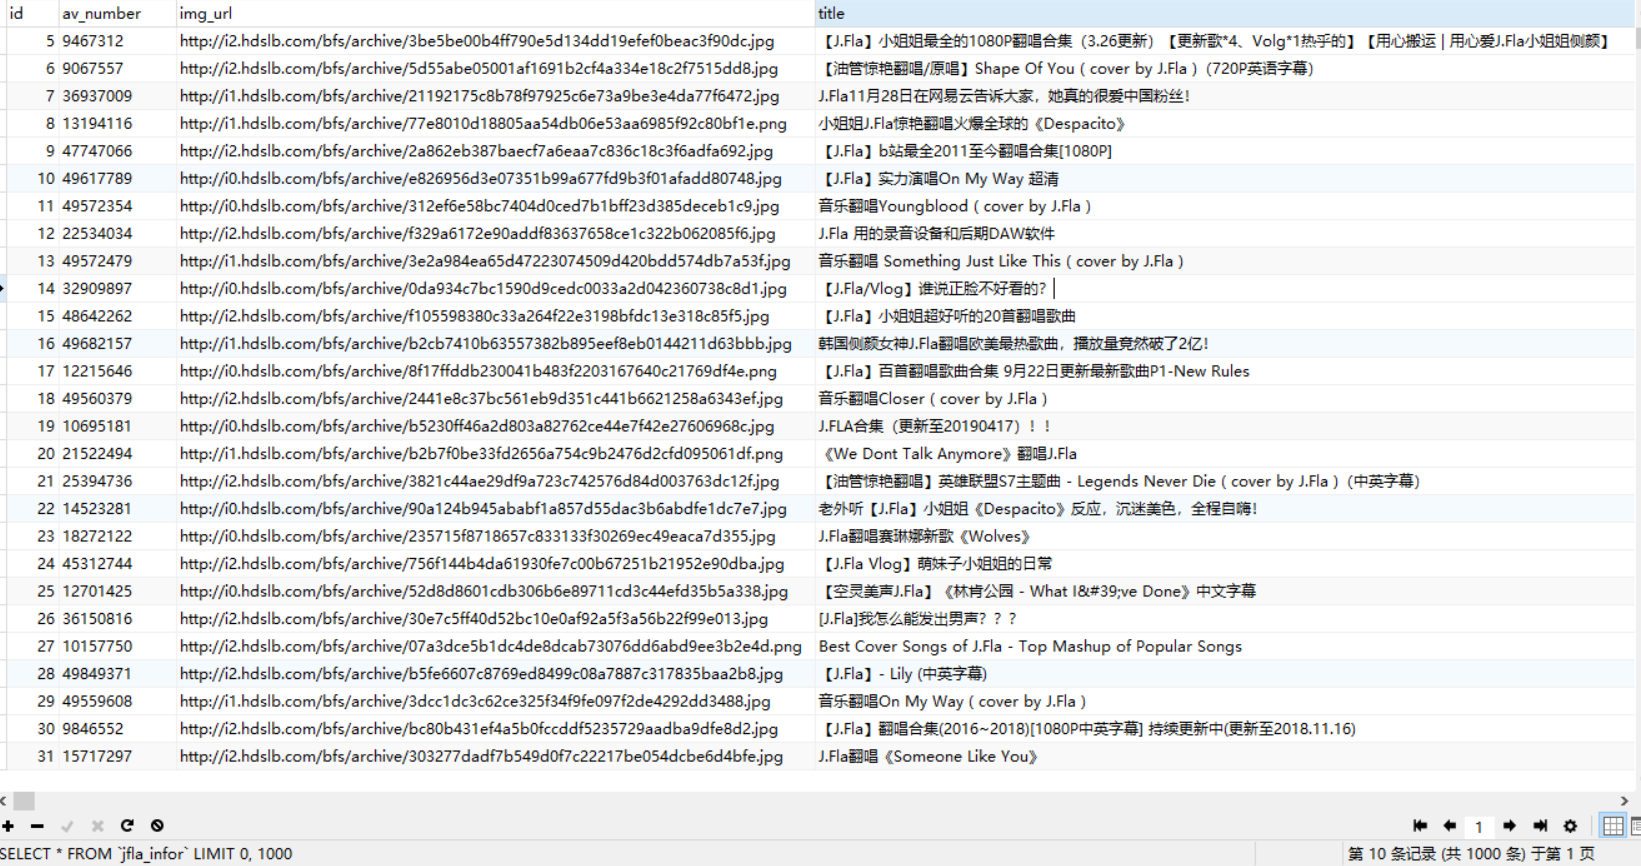 id av_number img_url title
5 9467312 http://i2.hdslb.com/bfs/archive/3be5be00b4ff790e5d134dd19efef0beac3f90dc.jpg 【J.Fla】小姐姐最全的1080P翻唱合集（3.26更新）【更新歌*4、Volg*1热乎的】【用心搬运 | 用心爱J.Fla小姐姐侧颜】
6 9067557 http://i2.hdslb.com/bfs/archive/5d55abe05001af1691b2cf4a334e18c2f7515dd8.jpg 【油管惊艳翻唱/原唱】Shape Of You ( cover by J.Fla )（720P英语字幕）
7 36937009 http://i1.hdslb.com/bfs/archive/21192175c8b78f97925c6e73a9be3e4da77f6472.jpg J.Fla11月28日在网易云告诉大家，她真的很爱中国粉丝！
8 13194116 http://i1.hdslb.com/bfs/archive/77e8010d18805aa54db06e53aa6985f92c80bf1e.png 小姐姐J.Fla惊艳翻唱火爆全球的《Despacito》
9 47747066 http://i2.hdslb.com/bfs/archive/2a862eb387baecf7a6eaa7c836c18c3f6adfa692.jpg 【J.Fla】b站最全2011至今翻唱合集[1080P]
10 49617789 http://i0.hdslb.com/bfs/archive/e826956d3e07351b99a677fd9b3f01afadd80748.jpg 【J.Fla】实力演唱On My Way 超清
11 49572354 http://i0.hdslb.com/bfs/archive/312ef6e58bc7404d0ced7b1bff23d385deceb1c9.jpg 音乐翻唱Youngblood ( cover by J.Fla )
12 22534034 http://i2.hdslb.com/bfs/archive/f329a6172e90addf83637658ce1c322b062085f6.jpg J.Fla 用的录音设备和后期DAW软件
13 49572479 http://i1.hdslb.com/bfs/archive/3e2a984ea65d47223074509d420bdd574db7a53f.jpg 音乐翻唱 Something Just Like This ( cover by J.Fla )
14 32909897 http://i0.hdslb.com/bfs/archive/0da934c7bc1590d9cedc0033a2d042360738c8d1.jpg 【J.Fla/Vlog】谁说正脸不好看的？
15 48642262 http://i2.hdslb.com/bfs/archive/f105598380c33a264f22e3198bfdc13e318c85f5.jpg 【J.Fla】小姐姐超好听的20首翻唱歌曲
16 49682157 http://i1.hdslb.com/bfs/archive/b2cb7410b63557382b895eef8eb0144211d63bbb.jpg 韩国侧颜女神J.Fla翻唱欧美最热歌曲，播放量竟然破了2亿！
17 12215646 http://i0.hdslb.com/bfs/archive/8f17ffddb230041b483f2203167640c21769df4e.png 【J.Fla】百首翻唱歌曲合集 9月22日更新最新歌曲P1-New Rules
18 49560379 http://i2.hdslb.com/bfs/archive/2441e8c37bc561eb9d351c441b6621258a6343ef.jpg 音乐翻唱Closer ( cover by J.Fla )
19 10695181 http://i0.hdslb.com/bfs/archive/b5230ff46a2d803a82762ce44e7f42e27606968c.jpg J.FLA合集（更新至20190417）！！
20 21522494 http://i1.hdslb.com/bfs/archive/b2b7f0be33fd2656a754c9b2476d2cfd095061df.png 《We Dont Talk Anymore》翻唱J.Fla
21 25394736 http://i2.hdslb.com/bfs/archive/3821c44ae29df9a723c742576d84d003763dc12f.jpg 【油管惊艳翻唱】英雄联盟S7主题曲 - Legends Never Die ( cover by J.Fla )（中英字幕）
22 14523281 http://i0.hdslb.com/bfs/archive/90a124b945ababf1a857d55dac3b6abdfe1dc7e7.jpg 老外听【J.Fla】小姐姐《Despacito》反应，沉迷美色，全程自嗨！
23 18272122 http://i0.hdslb.com/bfs/archive/235715f8718657c833133f30269ec49eaca7d355.jpg J.Fla翻唱赛琳娜新歌《Wolves》
24 45312744 http://i2.hdslb.com/bfs/archive/756f144b4da61930fe7c00b67251b21952e90dba.jpg 【J.Fla Vlog】萌妹子小姐姐的日常
25 12701425 http://i0.hdslb.com/bfs/archive/52d8d8601cdb306b6e89711cd3c44efd35b5a338.jpg 【空灵美声J.Fla】《林肯公园 - What I&#39;ve Done》中文字幕
26 36150816 http://i2.hdslb.com/bfs/archive/30e7c5ff40d52bc10e0af92a5f3a56b22f99e013.jpg [J.Fla]我怎么能发出男声？？？
27 10157750 http://i2.hdslb.com/bfs/archive/07a3dce5b1dc4de8dcab73076dd6abd9ee3b2e4d.png Best Cover Songs of J.Fla - Top Mashup of Popular Songs
28 49849371 http://i2.hdslb.com/bfs/archive/b5fe6607c8769ed8499c08a7887c317835baa2b8.jpg 【J.Fla】- Lily (中英字幕)
29 49559608 http://i1.hdslb.com/bfs/archive/3dcc1dc3c62ce325f34f9fe097f2de4292dd3488.jpg 音乐翻唱On My Way ( cover by J.Fla )
30 9846552 http://i2.hdslb.com/bfs/archive/bc80b431ef4a5b0fccddf5235729aadba9dfe8d2.jpg 【J.Fla】翻唱合集(2016~2018)[1080P中英字幕] 持续更新中(更新至2018.11.16)
31 15717297 http://i2.hdslb.com/bfs/archive/303277dadf7b549d0f7c22217be054dcbe6d4bfe.jpg J.Fla翻唱《Someone Like You》
1
SELECT * FROM `jfla_infor` LIMIT 0, 1000 第 10 条记录 (共 1000 条) 于第 1 页